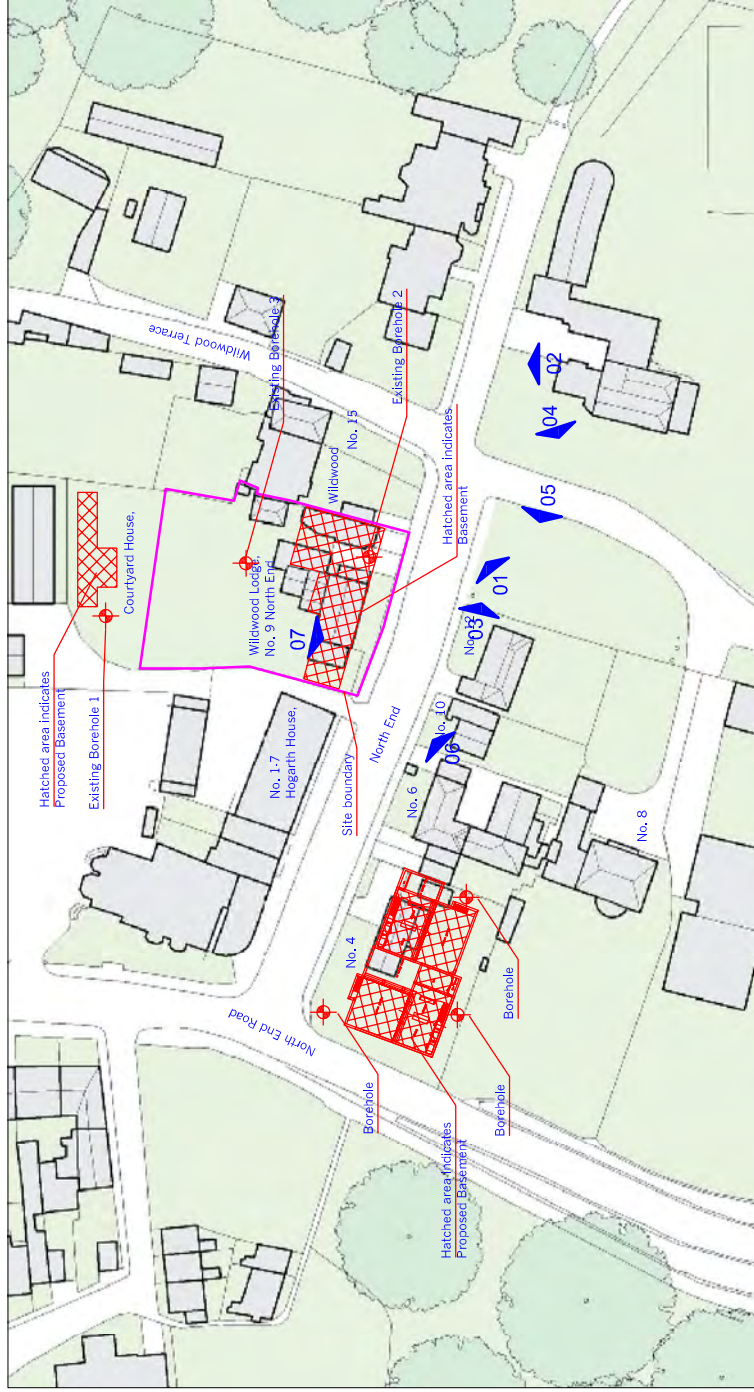 Hatched area indicates
Proposed Basement
Existing Borehole 1
Courtyard House,
Wildwood Terrace
Existing Borehole 3
Existing Borehole 2
Wildwood
No. 15
Wildwood Lodge,
No. 9 North End
07
Hatched area indicates
Basement
No. 1-7
Hogarth House,
Site boundary
North End
02
04
05
01
03
No. 12
No. 10
06
No. 6
No. 8
No. 4
North End Road
Borehole
Borehole
Borehole
Hatched area indicates
Proposed Basement